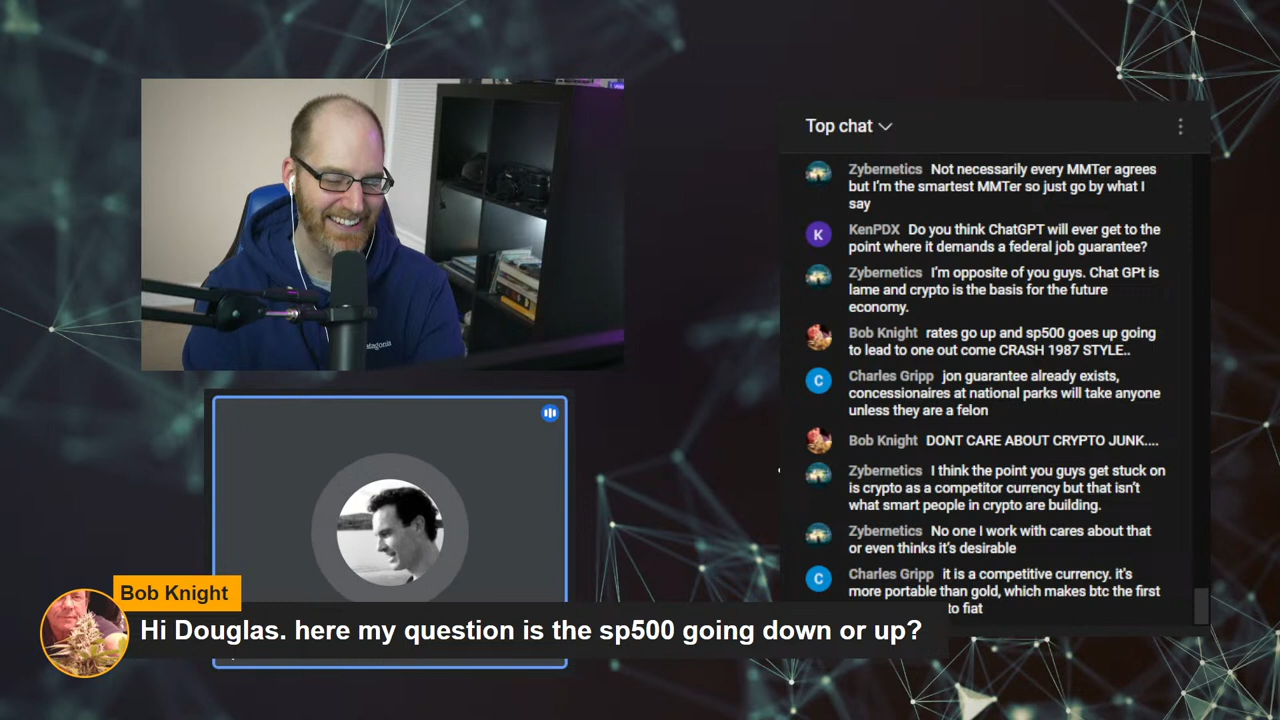 Top chat
Zybernetics Not necessarily every MMTer agrees
but I'm the smartest MMTer so just go by what I
say
K
KenPDX Do you think ChatGPT will ever get to the
point where it demands a federal job guarantee?
Zybernetics I'm opposite of you guys. Chat GPt is
lame and crypto is the basis for the future
economy.
Bob Knight rates go up and sp500 goes up going
to lead to one out come CRASH 1987 STYLE..
C
Charles Gripp jon guarantee already exists,
concessionaires at national parks will take anyone
unless they are a felon
Bob Knight DONT CARE ABOUT CRYPTO JUNK....
Zybernetics I think the point you guys get stuck on
is crypto as a competitor currency but that isn't
what smart people in crypto are building.
Zybernetics No one I work with cares about that
or even thinks it's desirable
C
Charles Gripp it is a competitive currency. it's
more portable than gold, which makes btc the first
to fiat
atagonia
Bob Knight
Hi Douglas. here my question is the sp500 going down or up?